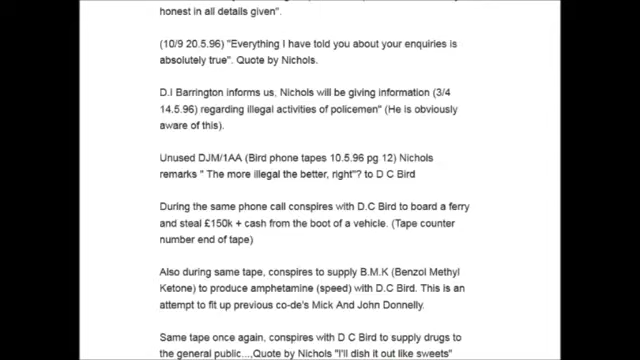 honest in all details given".
(10/9 20.5.96) "Everything I have told you about your enquiries is
absolutely true". Quote by Nichols.
D.I Barrington informs us, Nichols will be giving information (3/4
14.5.96) regarding illegal activities of policemen" (He is obviously
aware of this).
Unused DJM/1AA (Bird phone tapes 10.5.96 pg 12) Nichols
remarks " The more illegal the better, right"? to D C Bird
During the same phone call conspires with D.C Bird to board a ferry
and steal £150k + cash from the boot of a vehicle. (Tape counter
number end of tape)
Also during same tape, conspires to supply B.M.K (Benzol Methyl
Ketone) to produce amphetamine (speed) with D.C Bird. This is an
attempt to fit up previous co-de's Mick And John Donnelly.
Same tape once again, conspires with D C Bird to supply drugs to
the general public...,Quote by Nichols "I'll dish it out like sweets"